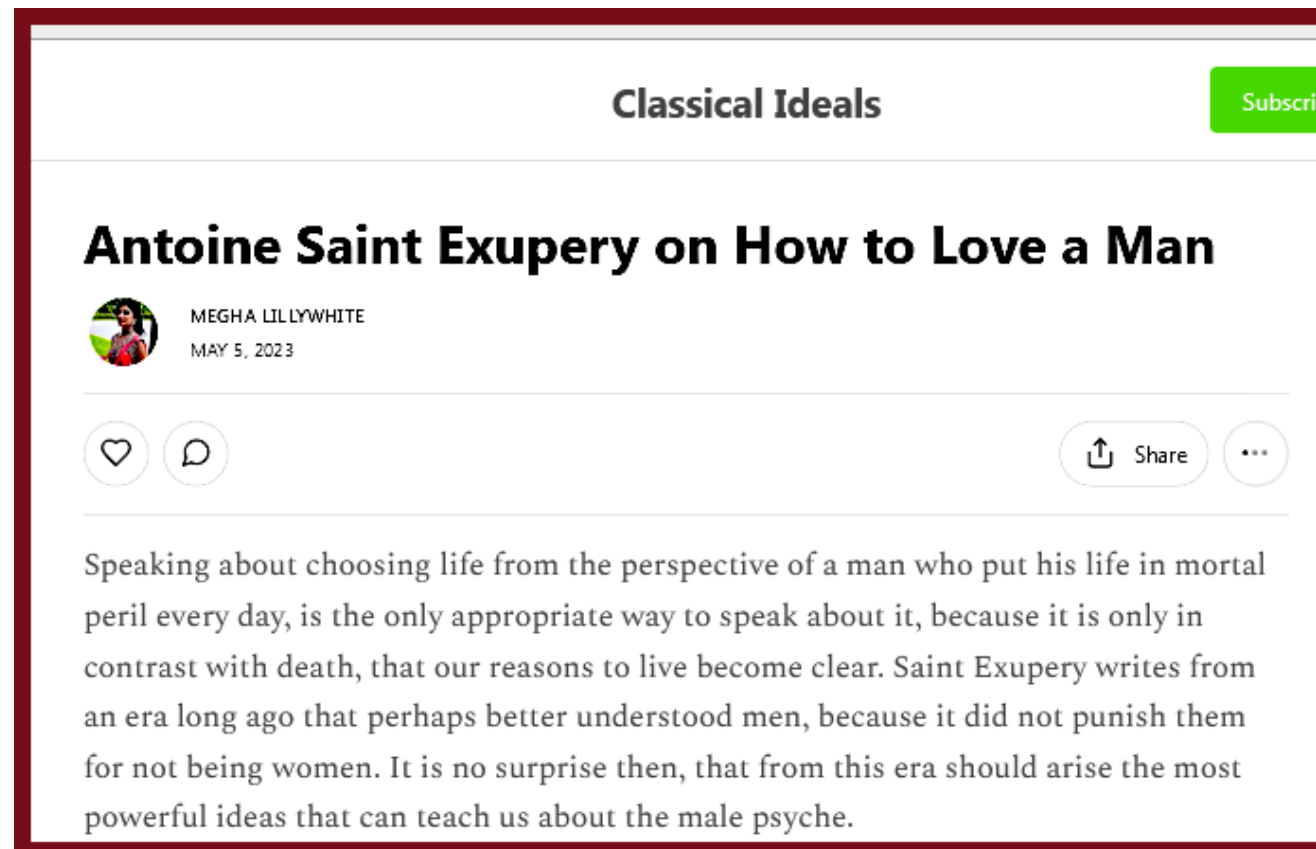 Classical Ideals
Subscri
Antoine Saint Exupery on How to Love a Man
MEGHA LILLYWHITE
MAY 5, 2023
Share
Speaking about choosing life from the perspective of a man who put his life in mortal
peril every day, is the only appropriate way to speak about it, because it is only in
contrast with death, that our reasons to live become clear. Saint Exupery writes from
an era long ago that perhaps better understood men, because it did not punish them
for not being women. It is no surprise then, that from this era should arise the most
powerful ideas that can teach us about the male psyche.